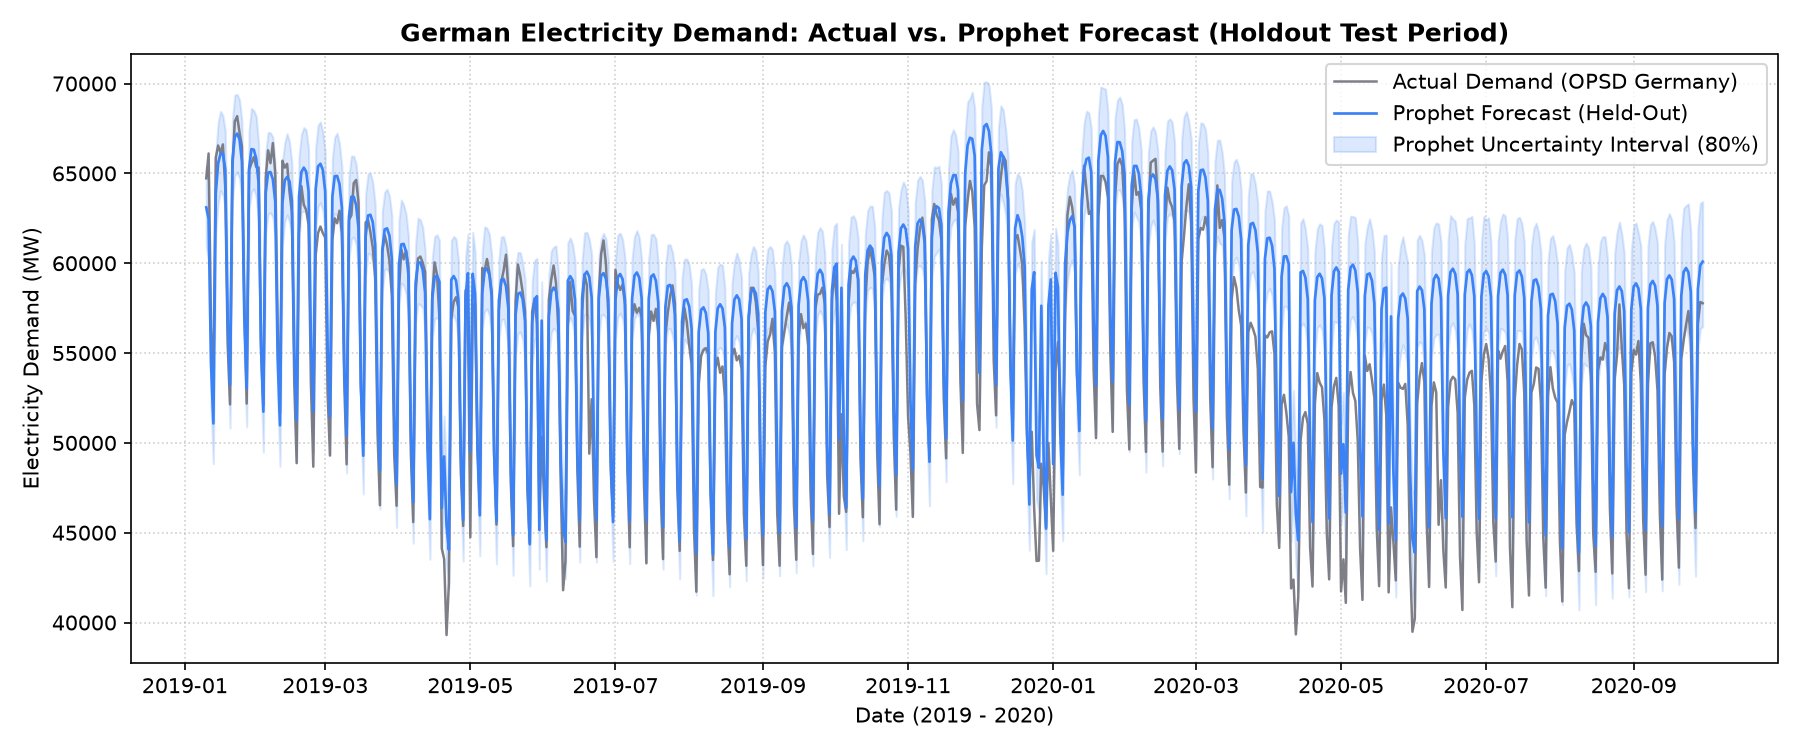 German Electricity Demand: Actual vs. Prophet Forecast (Holdout Test Period)
Actual Demand (OPSD Germany)
Prophet Forecast (Held-Out)
Prophet Uncertainty Interval (80%)
Electricity Demand (MW)
70000
65000
60000
55000
50000
45000
40000
2019-01 2019-03 2019-05 2019-07 2019-09 2019-11 2020-01 2020-03 2020-05 2020-07 2020-09
Date (2019 - 2020)